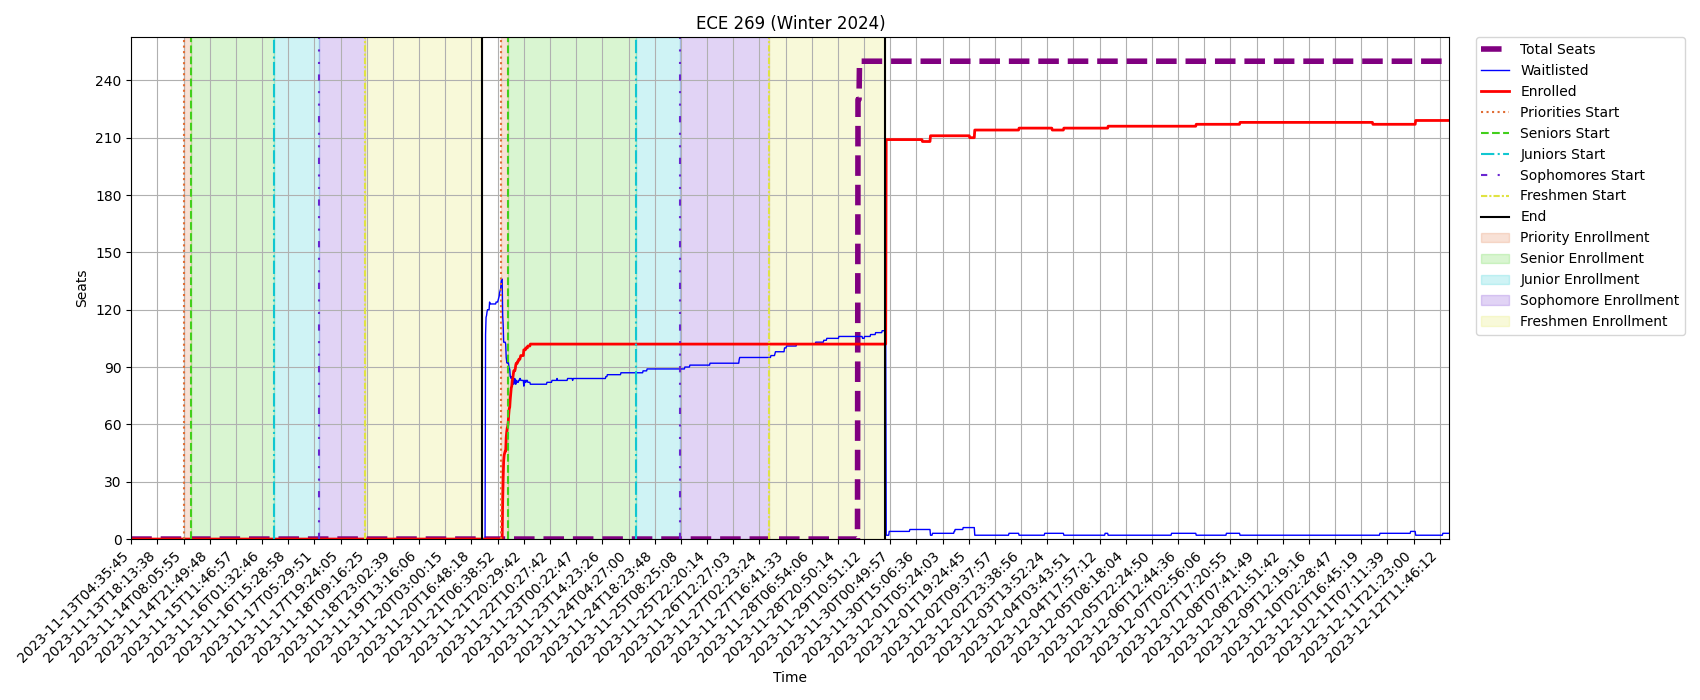 ECE 269 (Winter 2024)
Seats
240
210
180
150
120
90
60
30
0
2023-11-13T04:35:45
2023-11-13T18:13:38
2023-11-14T08:05:55
2023-11-14T21:49:48
2023-11-15T11:46:57
2023-11-16T01:32:46
2023-11-16T15:28:58
2023-11-17T05:29:51
2023-11-17T19:24:05
2023-11-18T09:16:25
2023-11-18T23:02:39
2023-11-19T13:16:06
2023-11-20T03:00:15
2023-11-20T16:48:18
2023-11-21T06:38:52
2023-11-21T20:29:42
2023-11-22T10:27:42
2023-11-23T00:22:47
2023-11-23T14:23:26
2023-11-24T04:27:00
2023-11-24T18:23:48
2023-11-25T08:25:09
2023-11-25T22:20:14
2023-11-26T12:27:03
2023-11-27T02:23:24
2023-11-27T16:41:33
2023-11-28T06:54:06
2023-11-28T20:50:14
2023-11-29T10:51:12
2023-11-30T00:49:57
2023-11-30T15:06:36
2023-12-01T05:24:03
2023-12-01T19:24:45
2023-12-02T09:37:57
2023-12-02T23:38:56
2023-12-03T13:52:24
2023-12-04T03:43:51
2023-12-04T17:57:12
2023-12-05T08:18:04
2023-12-05T22:24:50
2023-12-06T12:44:36
2023-12-07T02:56:06
2023-12-07T17:20:55
2023-12-08T07:41:49
2023-12-08T21:51:42
2023-12-09T12:19:16
2023-12-10T02:28:47
2023-12-10T16:45:19
2023-12-11T07:11:39
2023-12-11T21:23:00
2023-12-12T11:46:12
Time
Total Seats
Waitlisted
Enrolled
Priorities Start
Seniors Start
Juniors Start
Sophomores Start
Freshmen Start
End
Priority Enrollment
Senior Enrollment
Junior Enrollment
Sophomore Enrollment
Freshmen Enrollment